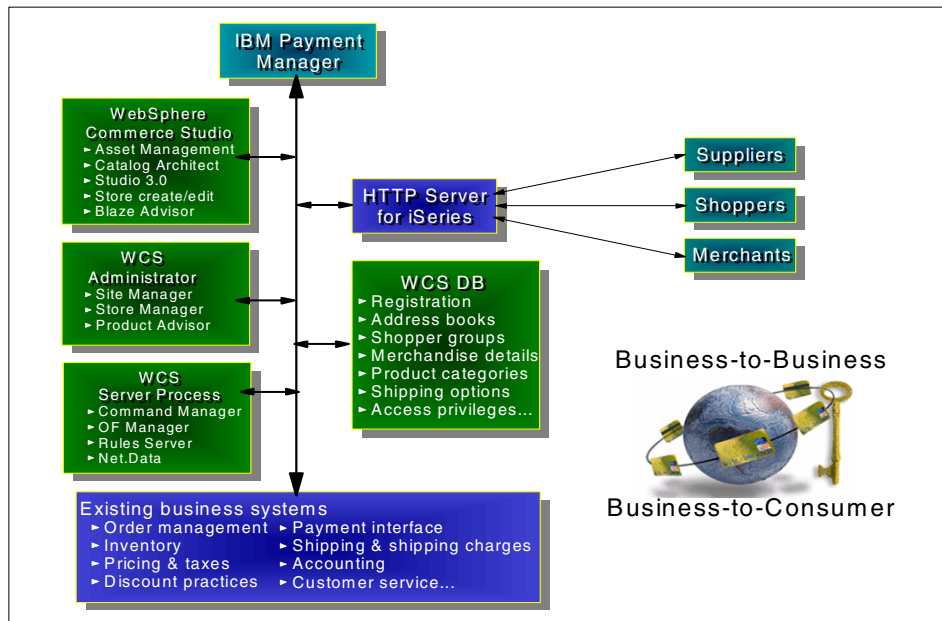 IBM Payment
Manager
WebSphere
Commerce Studio
► Asset Management
► Catalog Architect
► Studio 3.0
► Store create/edit
► Blaze Advisor
HTTP Server
for iSeries
Suppliers
Shoppers
Merchants
WCS
Administrator
► Site Manager
► Store Manager
► Product Advisor
WCS DB
► Registration
► Address books
► Shopper groups
► Merchandise details
► Product categories
► Shipping options
► Access privileges...
WCS
Server Process
► Command Manager
► OF Manager
► Rules Server
► Net.Data
Business-to-Business
Business-to-Consumer
Existing business systems
► Order management
► Inventory
► Pricing & taxes
► Discount practices
► Payment interface
► Shipping & shipping charges
► Accounting
► Customer service...